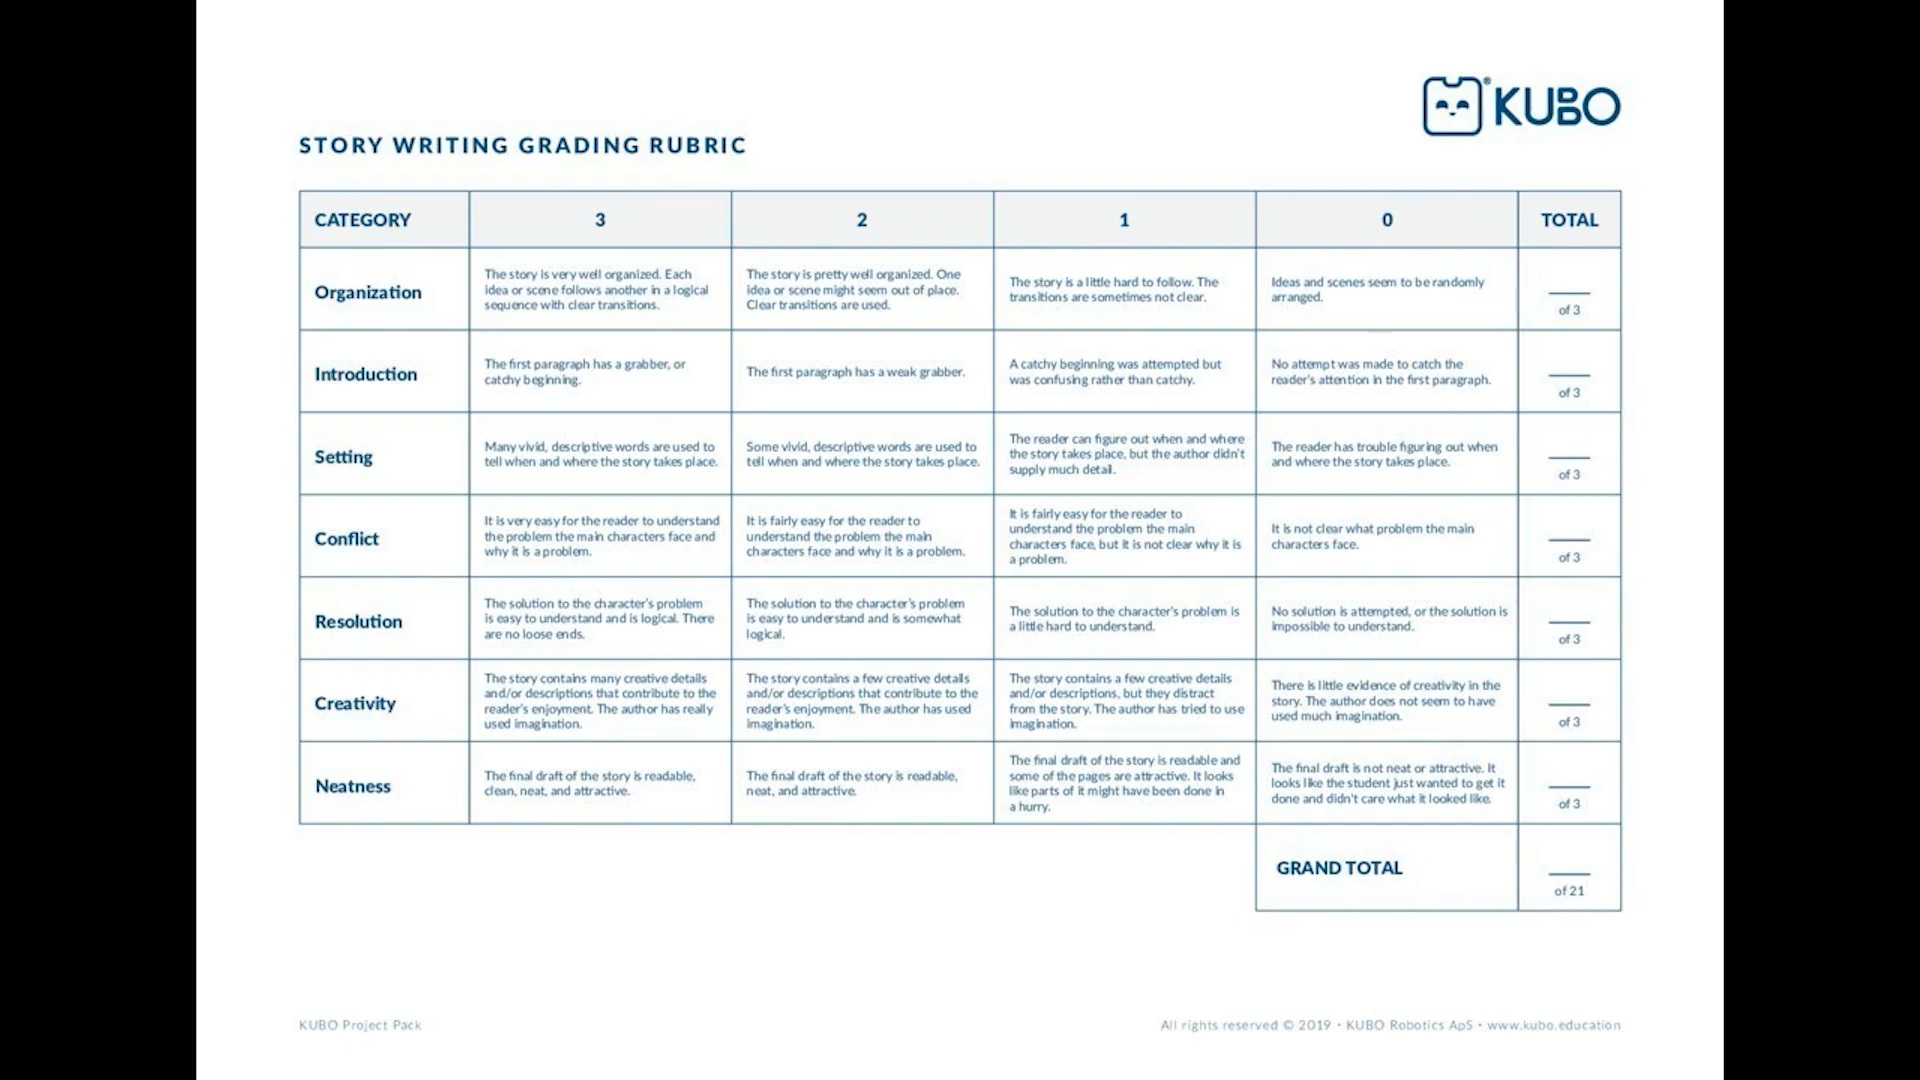 KUBO
STORY WRITING GRADING RUBRIC
CATEGORY 3 2 1 0 TOTAL
Organization
The story is very well organized. Each
idea or scene follows another in a logical
sequence with clear transitions.
The story is pretty well organized. One
idea or scene might seem out of place.
Clear transitions are used.
The story is a little hard to follow. The
transitions are sometimes not clear.
Ideas and scenes seem to be randomly
arranged.
of 3
Introduction
The first paragraph has a grabber, or
catchy beginning.
The first paragraph has a weak grabber.
A catchy beginning was attempted but
was confusing rather than catchy.
No attempt was made to catch the
reader's attention in the first paragraph.
of 3
Setting
Many vivid, descriptive words are used to
tell when and where the story takes place.
Some vivid, descriptive words are used to
tell when and where the story takes place.
The reader can figure out when and where
the story takes place, but the author didn't
supply much detail.
The reader has trouble figuring out when
and where the story takes place.
of 3
Conflict
It is very easy for the reader to understand
the problem the main characters face and
why it is a problem.
It is fairly easy for the reader to
understand the problem the main
characters face and why it is a problem.
It is fairly easy for the reader to
understand the problem the main
characters face, but it is not clear why it is
a problem.
It is not clear what problem the main
characters face.
of 3
Resolution
The solution to the character's problem
is easy to understand and is logical. There
are no loose ends.
The solution to the character's problem
is easy to understand and is somewhat
logical.
The solution to the character's problem is
a little hard to understand.
No solution is attempted, or the solution is
impossible to understand.
of 3
Creativity
The story contains many creative details
and/or descriptions that contribute to the
reader's enjoyment. The author has really
used imagination.
The story contains a few creative details
and/or descriptions that contribute to the
reader's enjoyment. The author has used
imagination.
The story contains a few creative details
and/or descriptions, but they distract
from the story. The author has tried to use
imagination.
There is little evidence of creativity in the
story. The author does not seem to have
used much imagination.
of 3
Neatness
The final draft of the story is readable,
clean, neat, and attractive.
The final draft of the story is readable,
neat, and attractive.
The final draft of the story is readable and
some of the pages are attractive. It looks
like parts of it might have been done in
a hurry.
The final draft is not neat or attractive. It
looks like the student just wanted to get it
done and didn't care what it looked like.
of 3
GRAND TOTAL
of 21
KUBO Project Pack
All rights reserved © 2019 • KUBO Robotics ApS • www.kubo.education